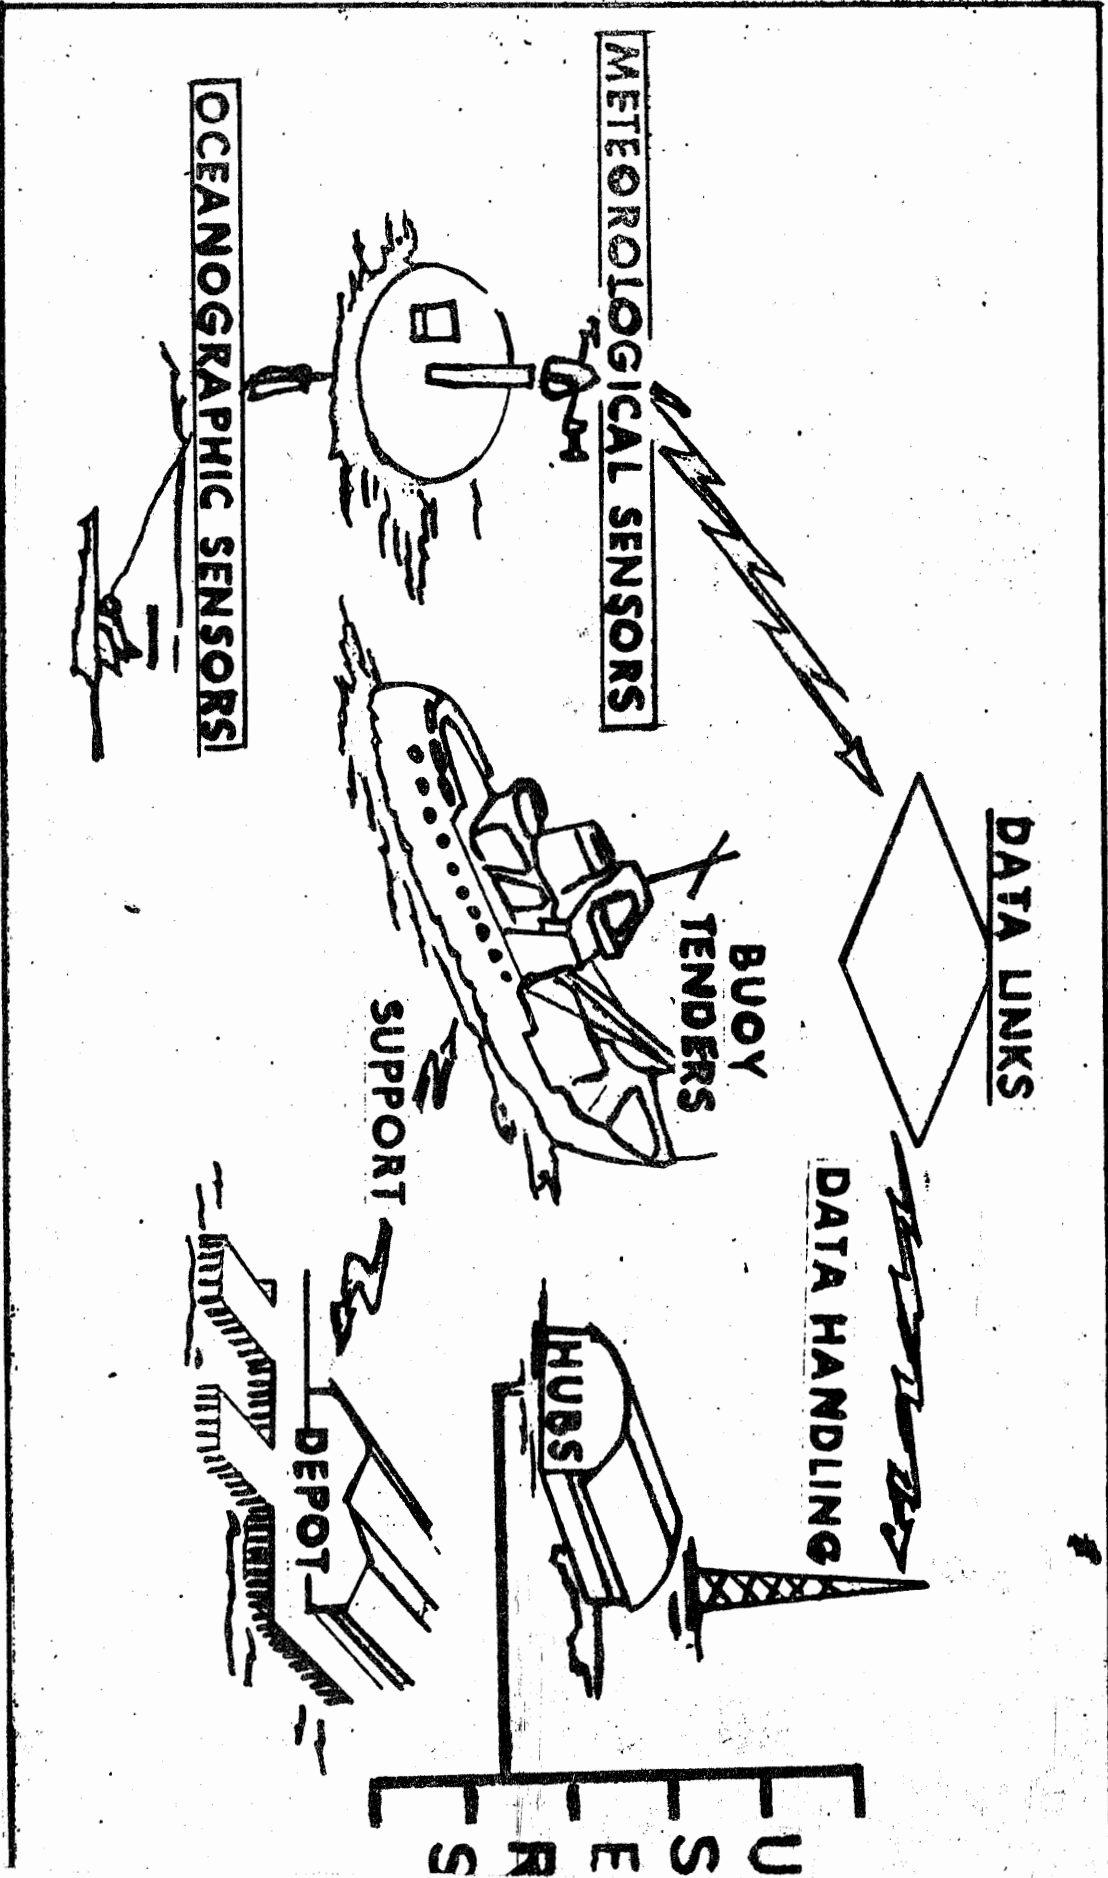 DATA LINKS
METEOROLOGICAL SENSORS
BUOY
TENDERS
DATA HANDLING
HUBS
USERS
OCEANOGRAPHIC SENSORS
SUPPORT
DEPOT